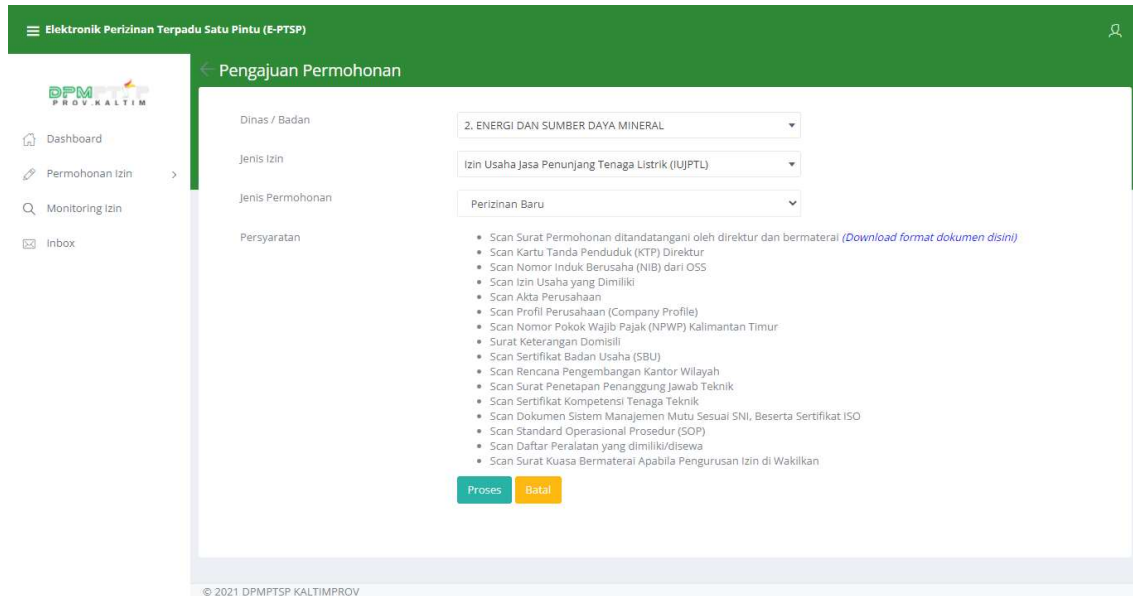 Elektronik Perizinan Terpadu Satu Pintu (E-PTSP)
DPMPTSP
PROV.KALTIM
Dashboard
Permohonan Izin
Monitoring Izin
Inbox
Pengajuan Permohonan
Dinas / Badan
2. ENERGI DAN SUMBER DAYA MINERAL
Jenis Izin
Izin Usaha Jasa Penunjang Tenaga Listrik (IUJPTL)
Jenis Permohonan
Perizinan Baru
Persyaratan
Scan Surat Permohonan ditandatangani oleh direktur dan bermaterai (Download format dokumen disini)
Scan Kartu Tanda Penduduk (KTP) Direktur
Scan Nomor Induk Berusaha (NIB) dari OSS
Scan Izin Usaha yang Dimiliki
Scan Akta Perusahaan
Scan Profil Perusahaan (Company Profile)
Scan Nomor Pokok Wajib Pajak (NPWP) Kalimantan Timur
Surat Keterangan Domisili
Scan Sertifikat Badan Usaha (SBU)
Scan Rencana Pengembangan Kantor Wilayah
Scan Surat Penetapan Penanggung Jawab Teknik
Scan Sertifikat Kompetensi Tenaga Teknik
Scan Dokumen Sistem Manajemen Mutu Sesuai SNI, Beserta Sertifikat ISO
Scan Standard Operasional Prosedur (SOP)
Scan Daftar Peralatan yang dimiliki/disewa
Scan Surat Kuasa Bermaterai Apabila Pengurusan Izin di Wakilkan
Proses
Batal
© 2021 DPMPTSP KALTIMPROV